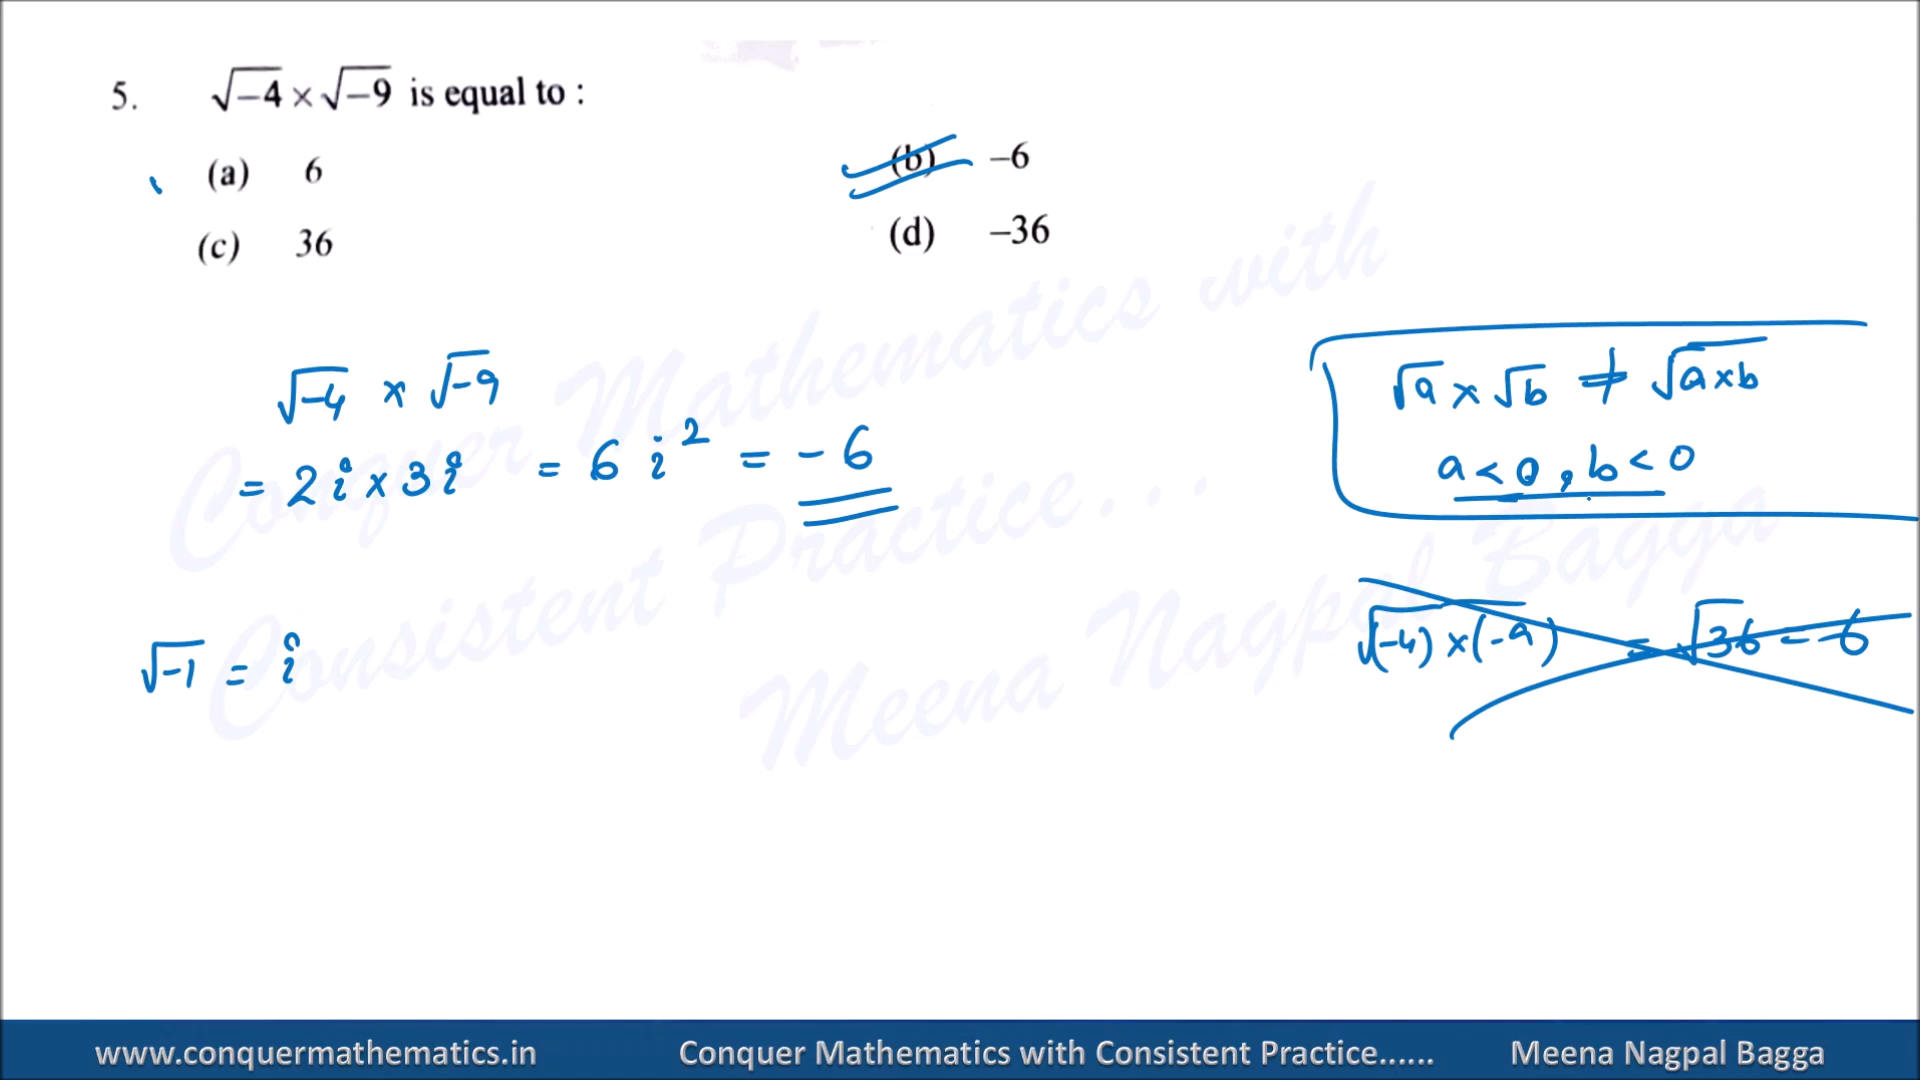 5. √-4 × √-9 is equal to :
(a) 6 (b) –6
(c) 36 (d) –36
√-4 × √-9
= 2i × 3i = 6i² = -6
√-1 = i
√a × √b ≠ √a×b
a < 0, b < 0
√(-4)×(-9) = √36 = 6
Conquer Mathematics with
Consistent Practice...
Meena Nagpal Bagga
www.conquermathematics.in Conquer Mathematics with Consistent Practice...... Meena Nagpal Bagga